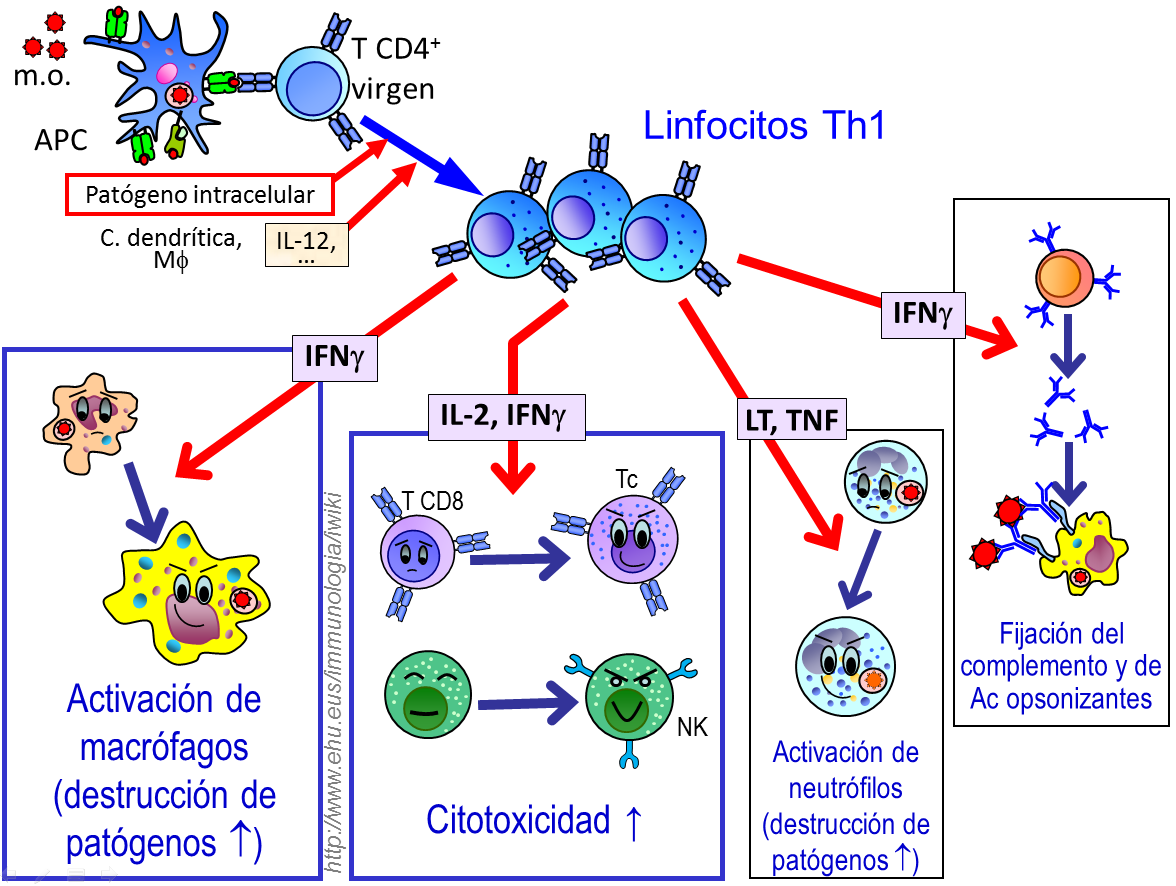 m.o.
APC
T CD4+
virgen
Linfocitos Th1
Patógeno intracelular
C. dendrítica,
Mϕ
IL-12,
...
IFNγ
IL-2, IFNγ
LT, TNF
IFNγ
Activación de
macrófagos
(destrucción de
patógenos ↑)
http://www.ehu.eus/immunologia/wiki
T CD8
Tc
NK
Citotoxicidad ↑
Activación de
neutrófilos
(destrucción de
patógenos ↑)
Fijación del
complemento y de
Ac opsonizantes